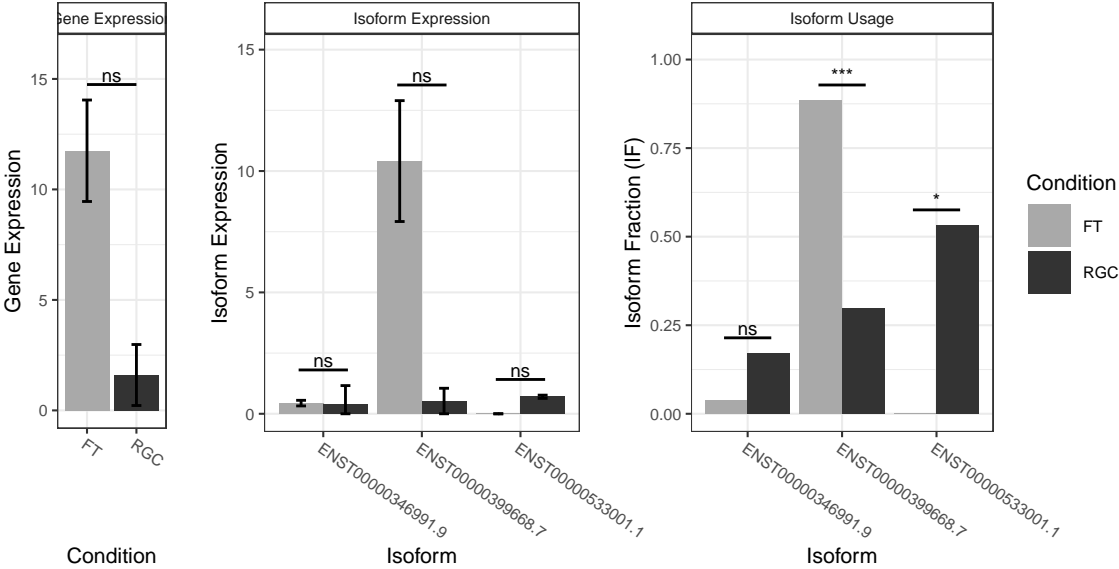 Gene Expression
Gene Expression
15
10
5
0
ns
FT
RGC
Condition
Isoform Expression
Isoform Expression
15
10
5
0
ns
ns
ns
ENST00000346991.9
ENST00000399668.7
ENST00000533001.1
Isoform
Isoform Usage
Isoform Fraction (IF)
1.00
0.75
0.50
0.25
0.00
ns
***
*
ENST00000346991.9
ENST00000399668.7
ENST00000533001.1
Isoform
Condition
FT
RGC